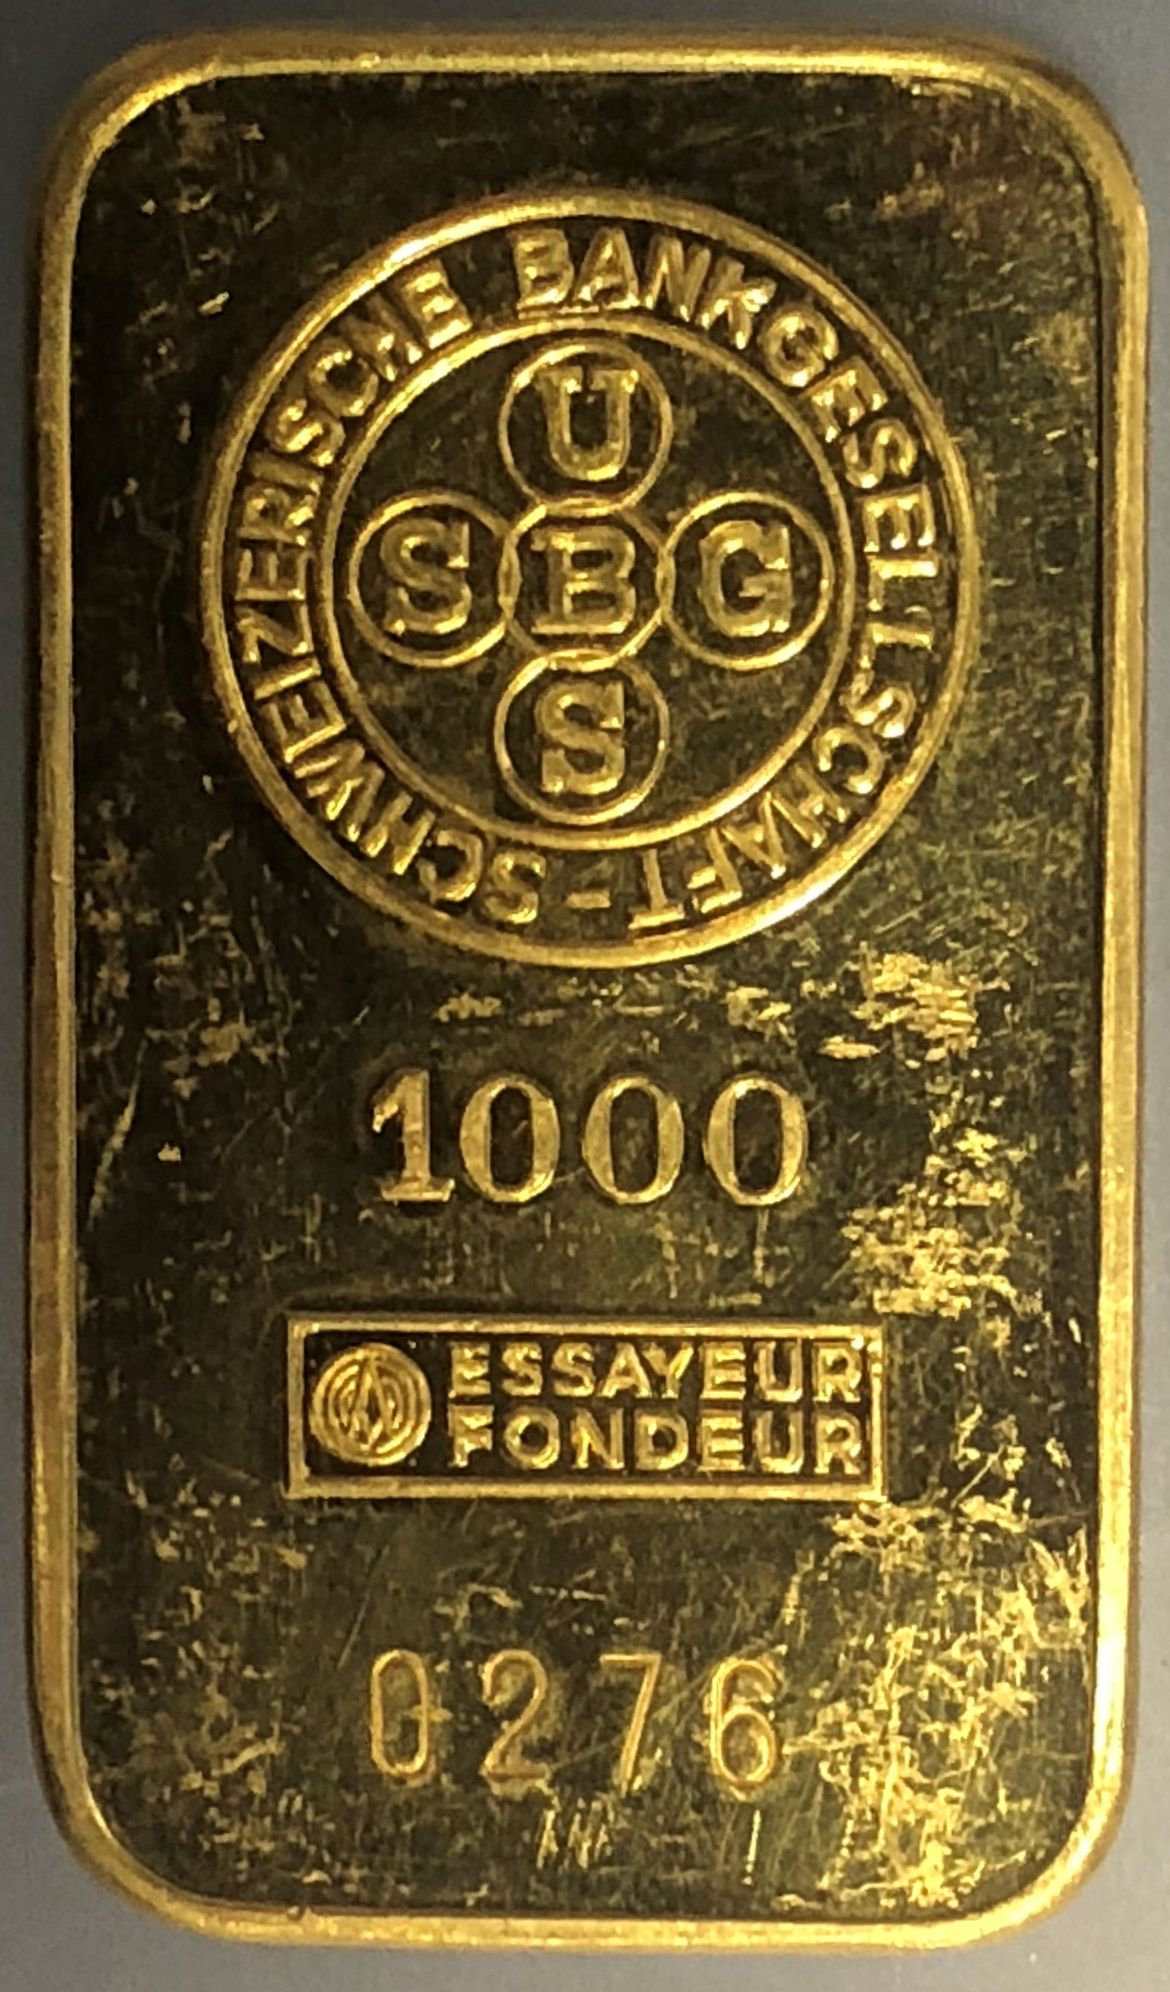 SCHWEIZERISCHE BANKGESELLSCHAFT-
U
S B G
S
1000
ESSAYEUR
FONDEUR
0276